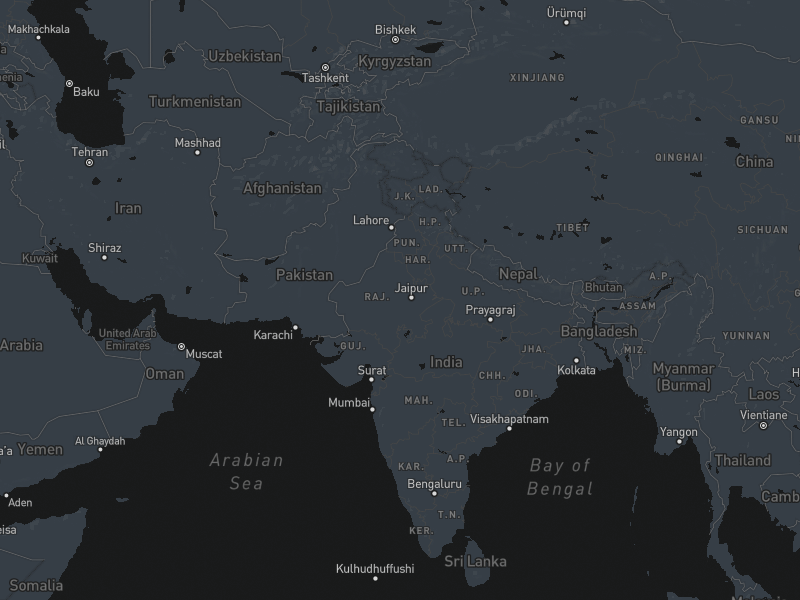 Ürümqi
Makhachkala
Bishkek
Uzbekistan
Kyrgyzstan
Tashkent
XINJIANG
Baku
Turkmenistan
Tajikistan
GANSU
Mashhad
Tehran
QINGHAI
China
Afghanistan
J.K.
LAD.
Iran
Lahore
H.P.
TIBET
SICHUAN
PUN.
UTT.
Shiraz
Kuwait
HAR.
Pakistan
Nepal
A.P.
Jaipur
U.P.
Bhutan
RAJ.
ASSAM
Prayagraj
Karachi
United Arab
Emirates
Bangladesh
YUNNAN
Arabia
GUJ.
Muscat
JHA.
MIZ.
India
Kolkata
Oman
Surat
CHH.
Myanmar
(Burma)
ODI.
Laos
Mumbai
MAH.
TEL.
Visakhapatnam
Vientiane
Al Ghaydah
Yangon
Yemen
Arabian
Sea
A.P.
Thailand
KAR.
Bay of
Bengal
Bengaluru
Aden
Camb
T.N.
KER.
Sri Lanka
Kulhudhuffushi
Somalia